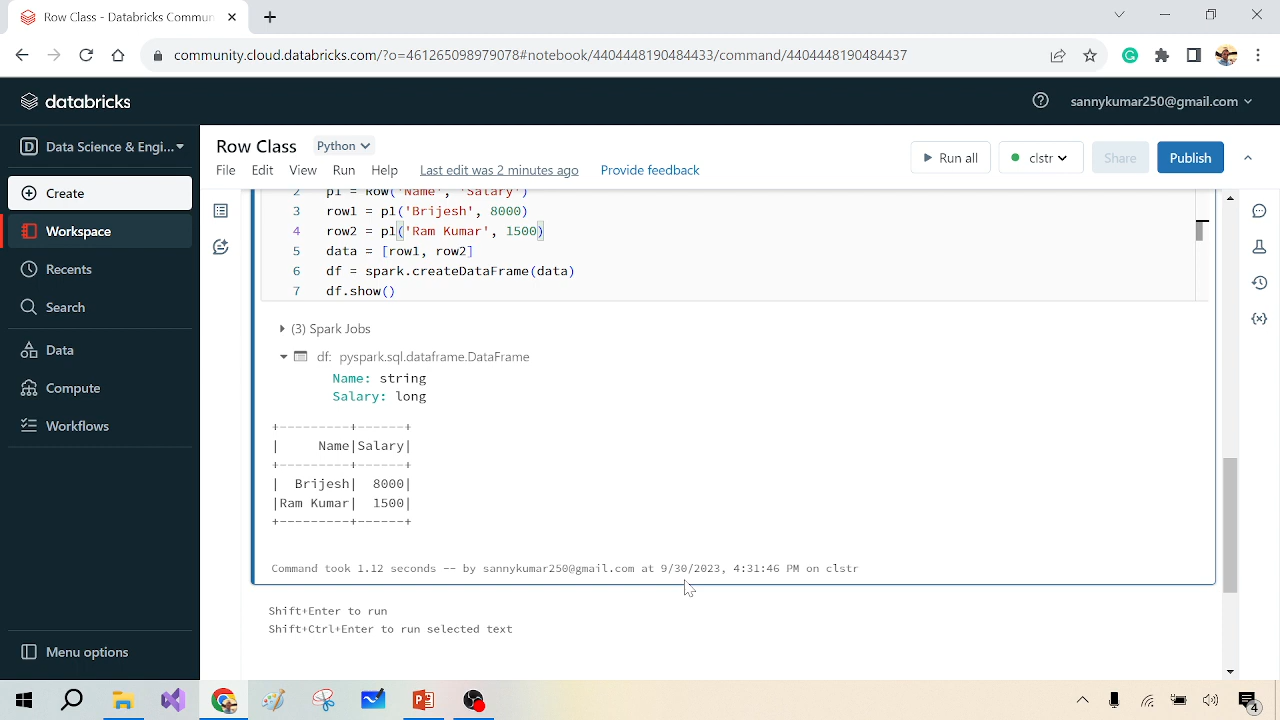 Row Class - Databricks Commun
community.cloud.databricks.com/?o=461265098979078#notebook/4404448190484433/command/4404448190484437
databricks
sannykumar250@gmail.com
Data Science & Engi...
Row Class
Python
Run all
clstr
Share
Publish
File Edit View Run Help Last edit was 2 minutes ago Provide feedback
Create
Workspace
Recents
Search
Data
Compute
Workflows
Menu options
2 p1 = Row('Name', 'Salary')
3 row1 = p1('Brijesh', 8000)
4 row2 = p1('Ram Kumar', 1500)
5 data = [row1, row2]
6 df = spark.createDataFrame(data)
7 df.show()
(3) Spark Jobs
df: pyspark.sql.dataframe.DataFrame
Name: string
Salary: long
+---------+------+
|     Name|Salary|
+---------+------+
|  Brijesh|  8000|
|Ram Kumar|  1500|
+---------+------+
Command took 1.12 seconds -- by sannykumar250@gmail.com at 9/30/2023, 4:31:46 PM on clstr
Shift+Enter to run
Shift+Ctrl+Enter to run selected text
4